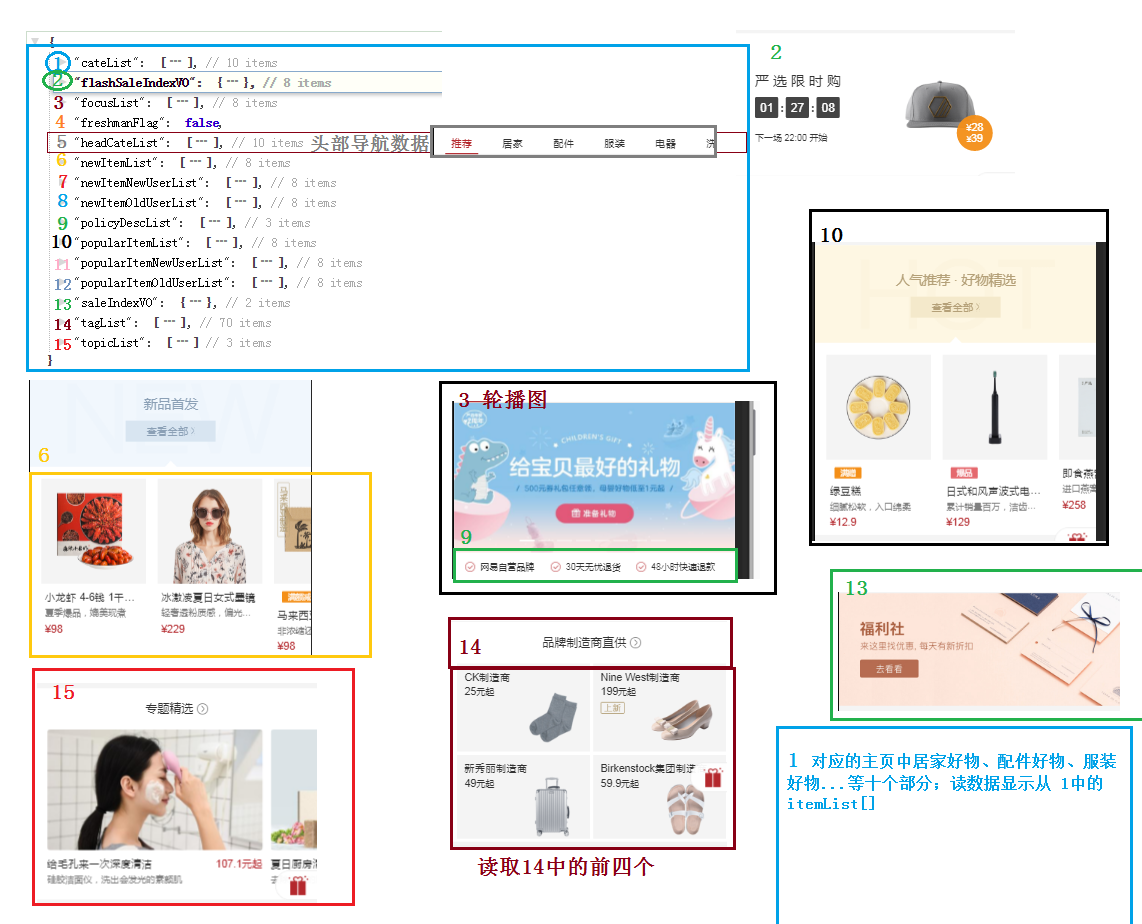 {
1 "cateList": [ ··· ], // 10 items
2 "flashSaleIndexVO": { ··· }, // 8 items
3 "focusList": [ ··· ], // 8 items
4 "freshmanFlag": false,
5 "headCateList": [ ··· ], // 10 items 头部导航数据
推荐 居家 配件 服装 电器 洗
6 "newItemList": [ ··· ], // 8 items
7 "newItemNewUserList": [ ··· ], // 8 items
8 "newItemOldUserList": [ ··· ], // 8 items
9 "policyDescList": [ ··· ], // 3 items
10 "popularItemList": [ ··· ], // 8 items
11 "popularItemNewUserList": [ ··· ], // 8 items
12 "popularItemOldUserList": [ ··· ], // 8 items
13 "saleIndexVO": { ··· }, // 2 items
14 "tagList": [ ··· ], // 70 items
15 "topicList": [ ··· ] // 3 items
}
2
严选限时购
01 : 27 : 08
下一场 22:00 开始
¥28
¥39
10
人气推荐 · 好物精选
查看全部
绿豆糕
细腻松软，入口绵柔
¥12.9
爆品
日式和风声波式电...
累计销量百万，洁齿...
¥129
即食燕窝
进口燕窝
¥258
新品首发
查看全部
6
小龙虾 4-6钱 1千...
夏季爆品，媲美现煮
¥98
冰激凌夏日女式墨镜
轻奢透粉质感，偏光...
¥229
马来西
非浓缩还
¥98
3 轮播图
CHILDREN'S GIFT
给宝贝最好的礼物
500元券礼包任意领，母婴好物低至1元起
准备礼物
9
网易自营品牌 30天无忧退货 48小时快速退款
13
福利社
来这里找优惠, 每天有新折扣
去看看
14
品牌制造商直供
CK制造商
25元起
Nine West制造商
199元起
上新
新秀丽制造商
49元起
Birkenstock集团制造
59.9元起
读取14中的前四个
15
专题精选
给毛孔来一次深度清洁 107.1元起
硅胶洁面仪，洗出会发光的素颜肌
夏日厨房
1 对应的主页中居家好物、配件好物、服装
好物...等十个部分；读数据显示从 1中的
itemList[]